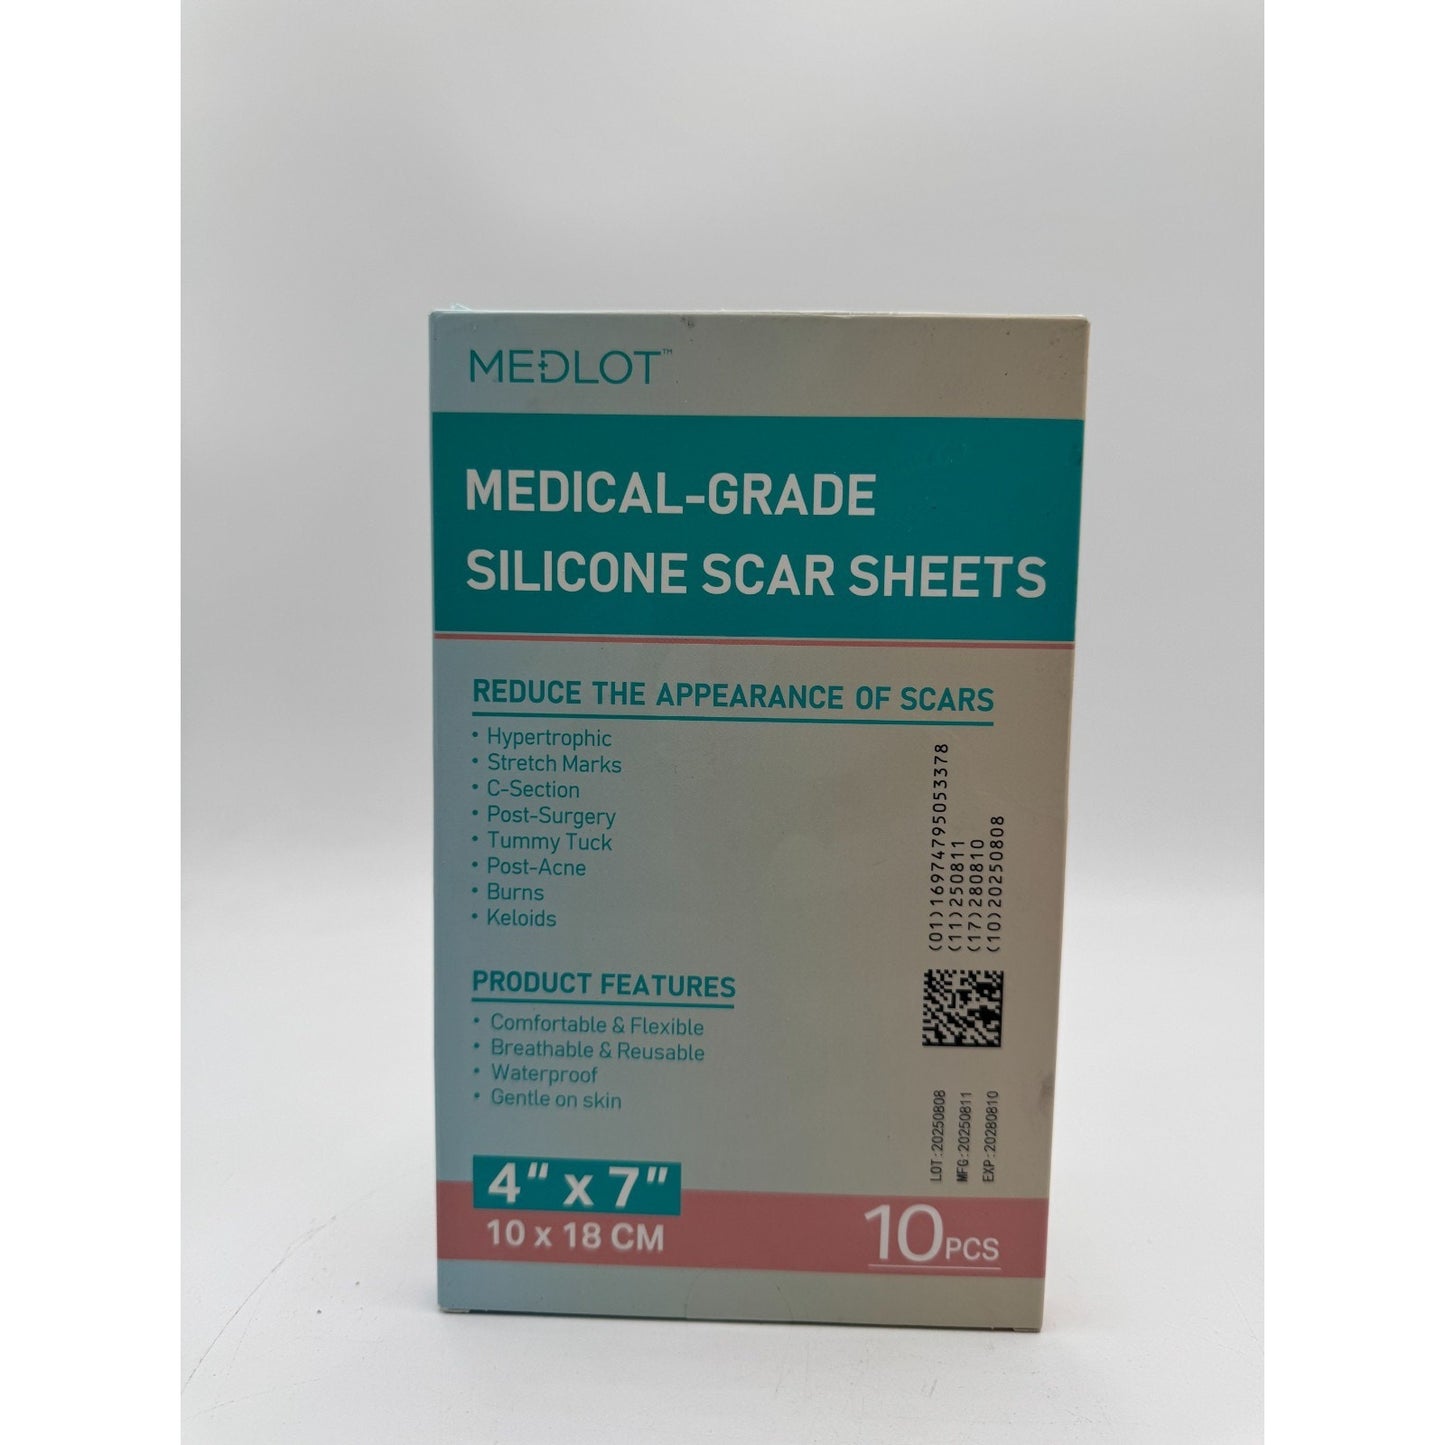 MEDLOT™
MEDICAL-GRADE
SILICONE SCAR SHEETS
REDUCE THE APPEARANCE OF SCARS
• Hypertrophic
• Stretch Marks
• C-Section
• Post-Surgery
• Tummy Tuck
• Post-Acne
• Burns
• Keloids
(01)16974795053378
(11)250811
(17)280810
(10)20250808
PRODUCT FEATURES
• Comfortable & Flexible
• Breathable & Reusable
• Waterproof
• Gentle on skin
LOT:20250808
MFG:20250811
EXP:20280810
4" x 7"
10 x 18 CM
10 PCS